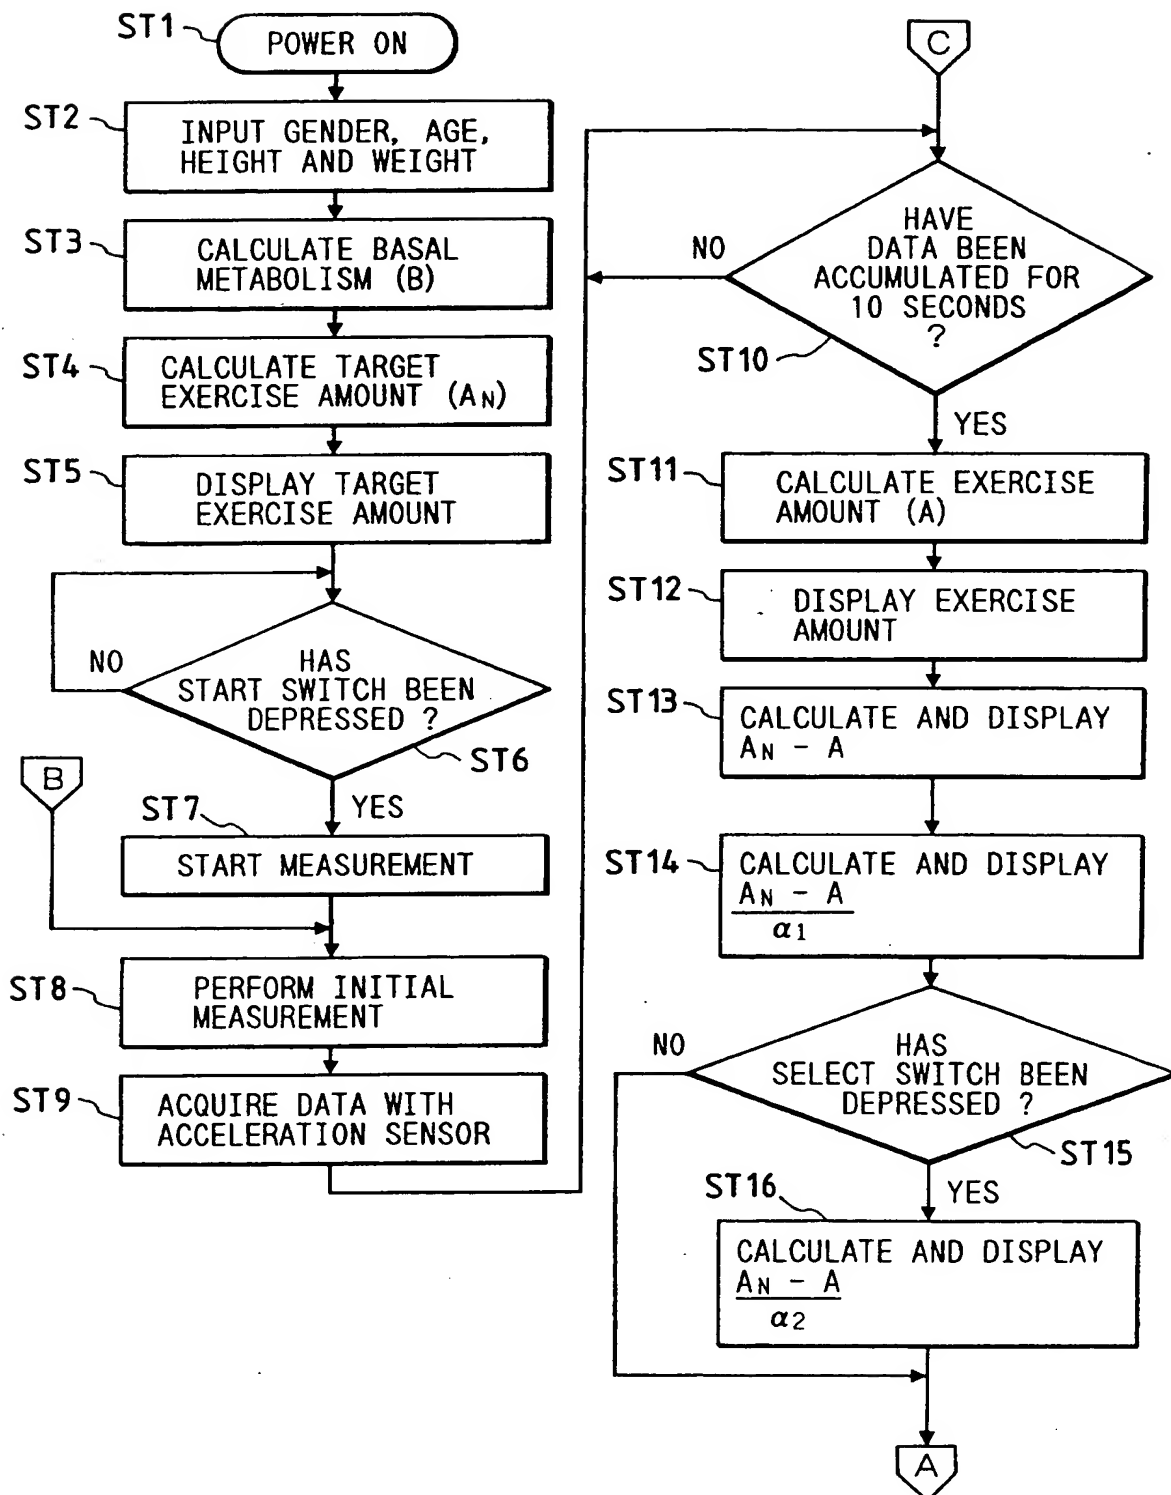 ST1
POWER ON
ST2
INPUT GENDER, AGE,
HEIGHT AND WEIGHT
ST3
CALCULATE BASAL
METABOLISM (B)
ST4
CALCULATE TARGET
EXERCISE AMOUNT (AN)
ST5
DISPLAY TARGET
EXERCISE AMOUNT
NO
HAS
START SWITCH BEEN
DEPRESSED ?
ST6
B
YES
ST7
START MEASUREMENT
ST8
PERFORM INITIAL
MEASUREMENT
ST9
ACQUIRE DATA WITH
ACCELERATION SENSOR
C
NO
HAVE
DATA BEEN
ACCUMULATED FOR
10 SECONDS
?
ST10
YES
ST11
CALCULATE EXERCISE
AMOUNT (A)
ST12
DISPLAY EXERCISE
AMOUNT
ST13
CALCULATE AND DISPLAY
AN - A
ST14
CALCULATE AND DISPLAY
AN - A
α1
NO
HAS
SELECT SWITCH BEEN
DEPRESSED ?
ST15
YES
ST16
CALCULATE AND DISPLAY
AN - A
α2
A